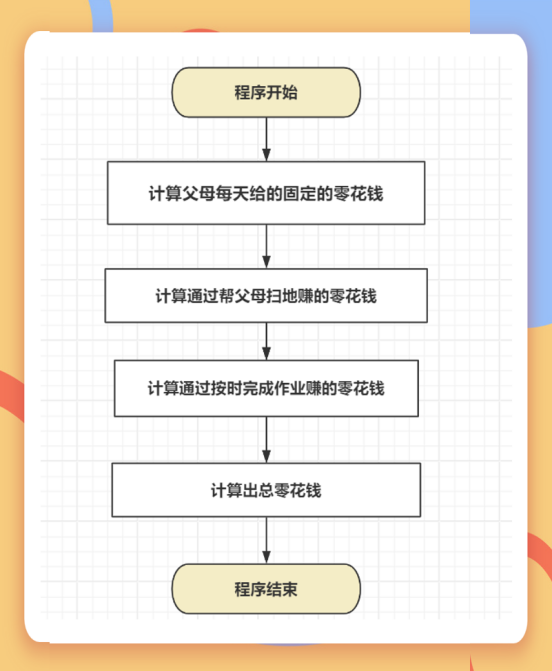 程序开始
计算父母每天给的固定的零花钱
计算通过帮父母扫地赚的零花钱
计算通过按时完成作业赚的零花钱
计算出总零花钱
程序结束